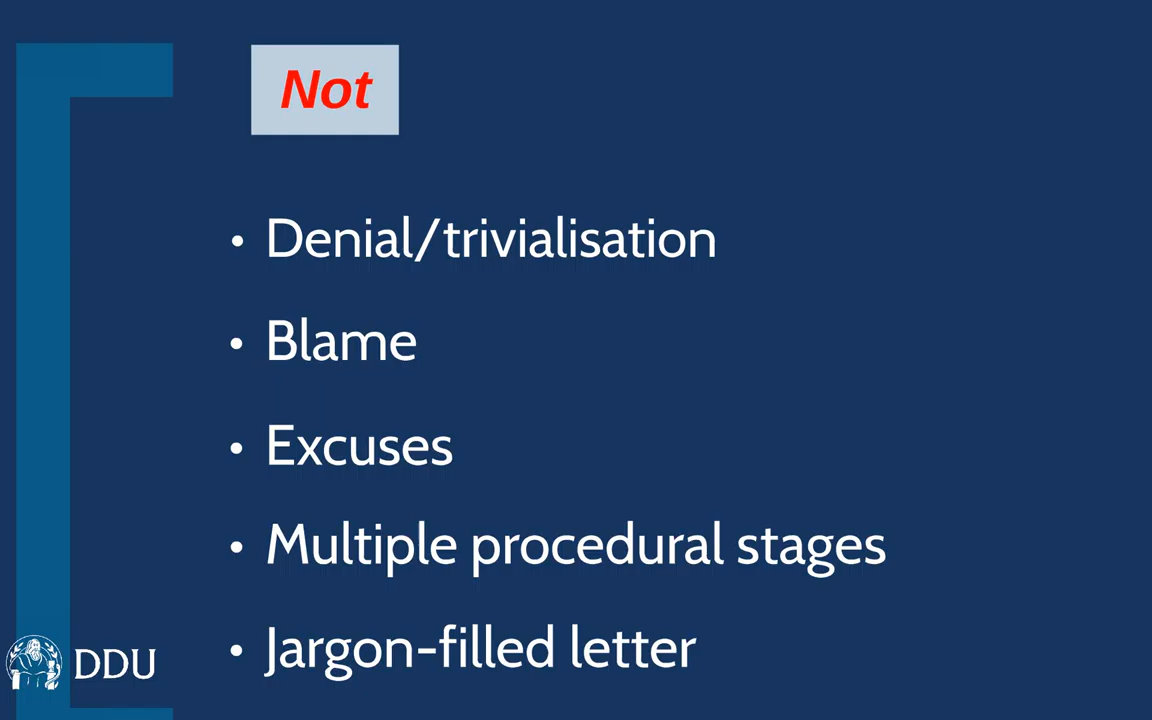 Not
• Denial/trivialisation
• Blame
• Excuses
• Multiple procedural stages
• Jargon-filled letter
DDU